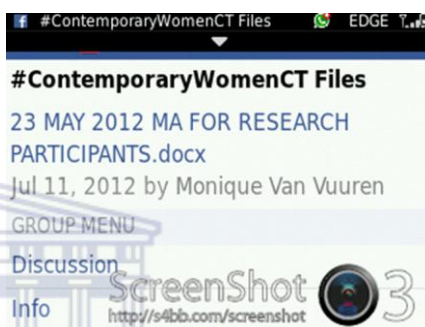 #ContemporaryWomenCT Files EDGE
#ContemporaryWomenCT Files
23 MAY 2012 MA FOR RESEARCH
PARTICIPANTS.docx
Jul 11, 2012 by Monique Van Vuuren
GROUP MENU
Discussion
Info
ScreenShot 3
http://s4bb.com/screenshot